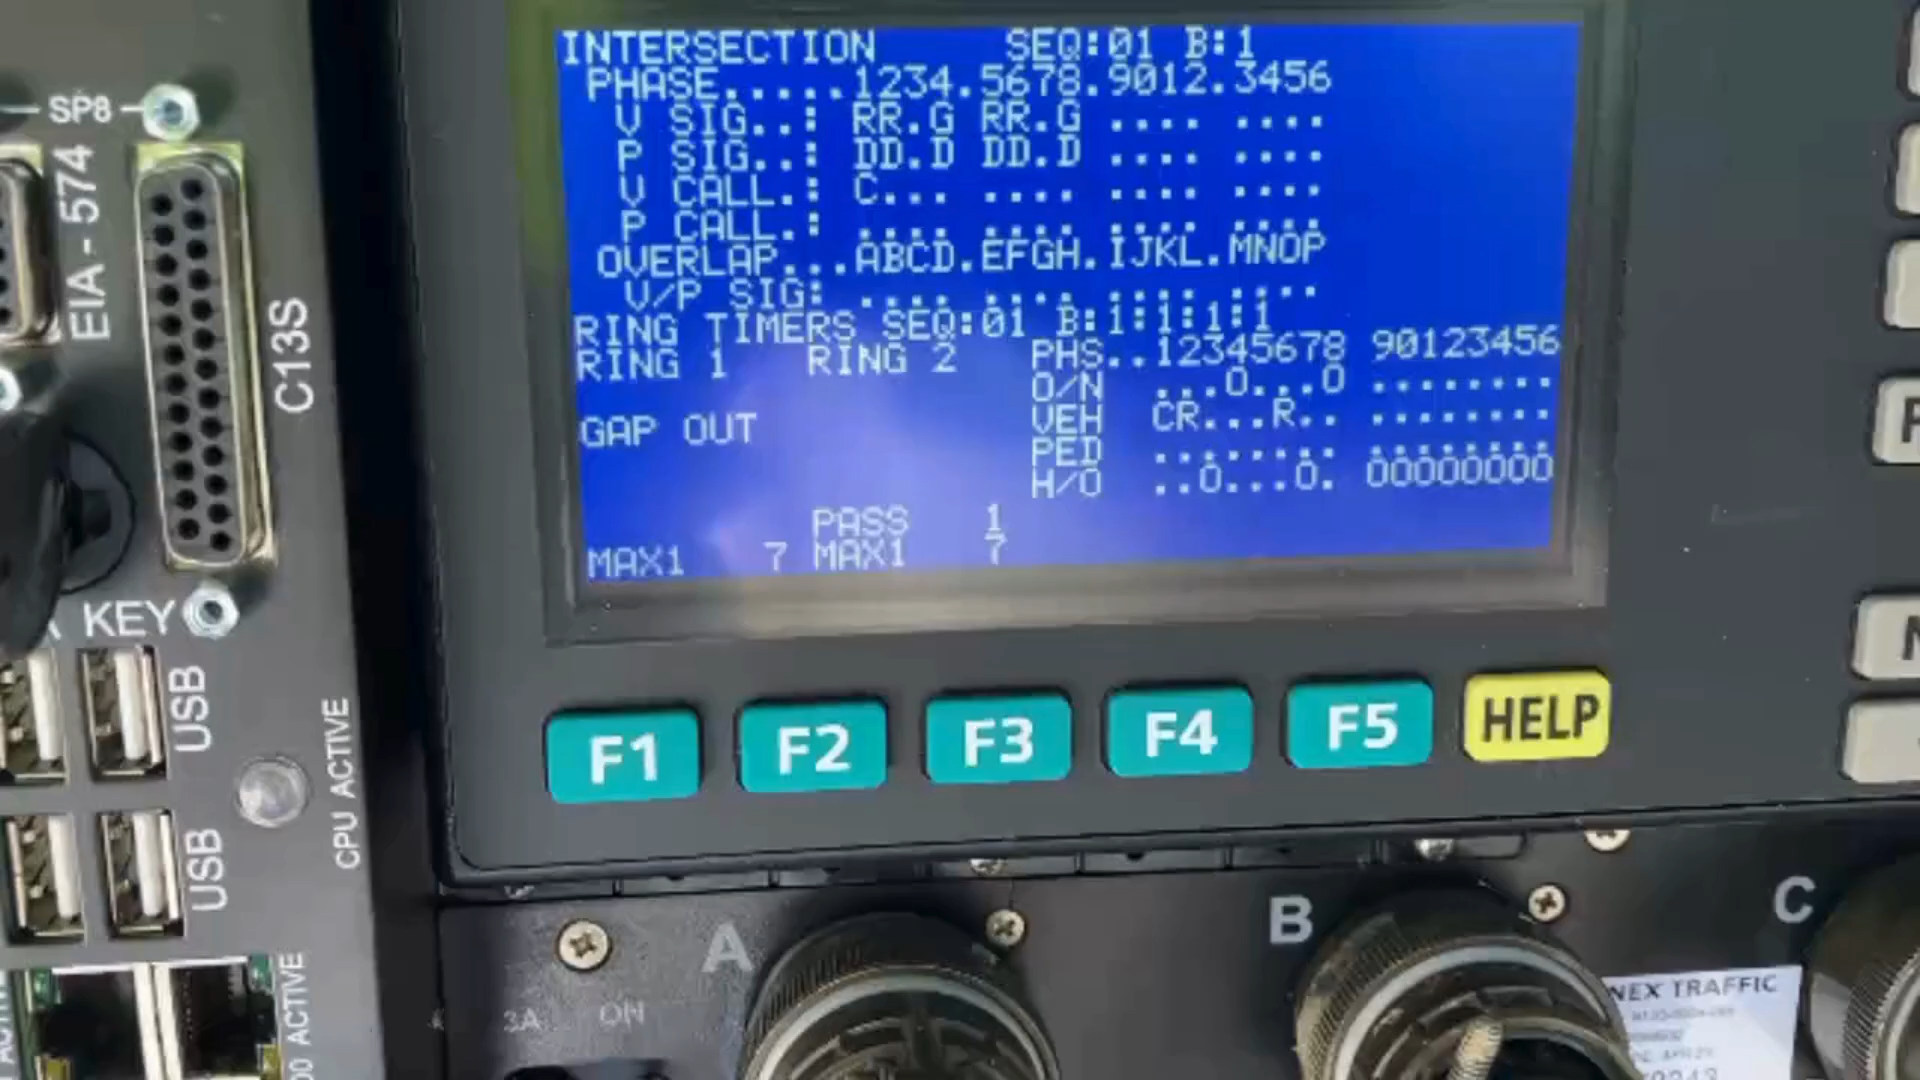 INTERSECTION SEQ:01 B:1
PHASE.....1234.5678.9012.3456
V SIG..: RR.G RR.G .... ....
P SIG..: DD.D DD.D .... ....
V CALL.: C... .... .... ....
P CALL.: .... .... .... ....
OVERLAP...ABCD.EFGH.IJKL.MNOP
V/P SIG: .... .... .... ....
RING TIMERS SEQ:01 B:1:1:1:1
RING 1 RING 2 PHS..12345678 90123456
O/N ...O...O ........
GAP OUT VEH CR...R.. ........
PED ........ ........
H/O ..O...O. OOOOOOOO
PASS 1
MAX1 7 MAX1 7
SP8
EIA - 574
C13S
KEY
USB
USB
CPU ACTIVE
ACTIVE
F1 F2 F3 F4 F5 HELP
A B C
3A ON
NEX TRAFFIC